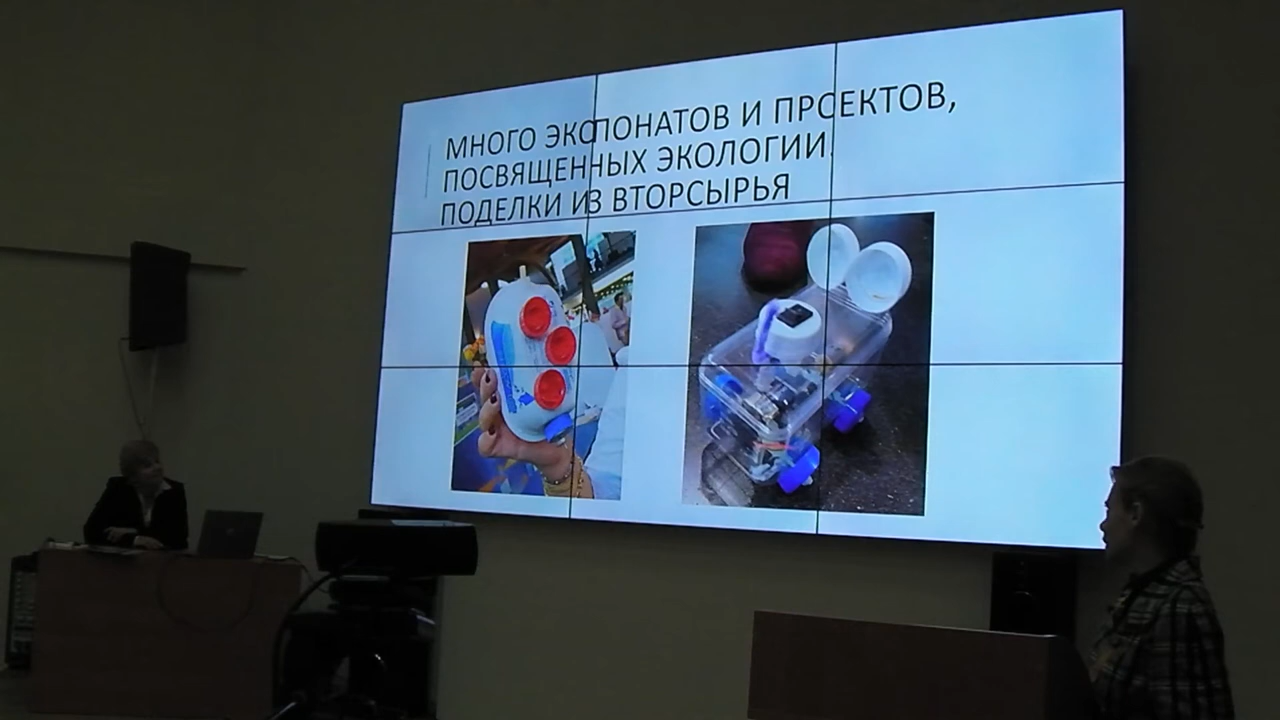 МНОГО ЭКСПОНАТОВ И ПРОЕКТОВ,
ПОСВЯЩЕННЫХ ЭКОЛОГИИ.
ПОДЕЛКИ ИЗ ВТОРСЫРЬЯ